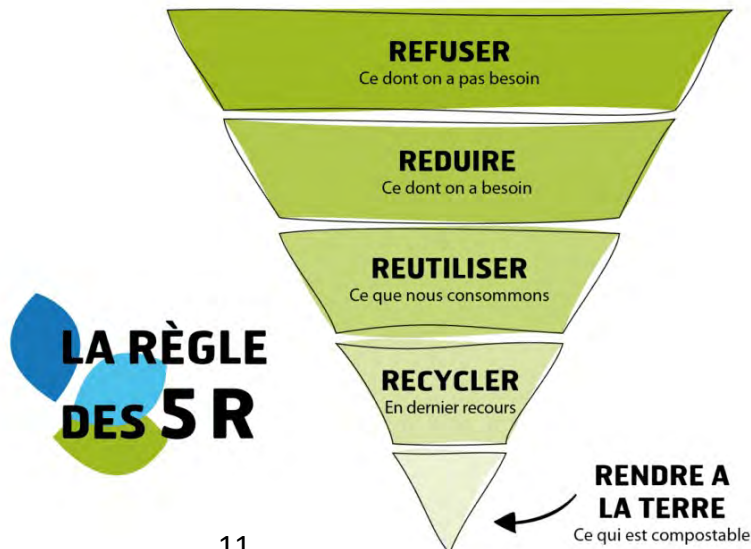 REFUSER
Ce dont on a pas besoin
REDUIRE
Ce dont on a besoin
REUTILISER
Ce que nous consommons
LA RÈGLE
DES 5 R
RECYCLER
En dernier recours
RENDRE A
LA TERRE
Ce qui est compostable
11